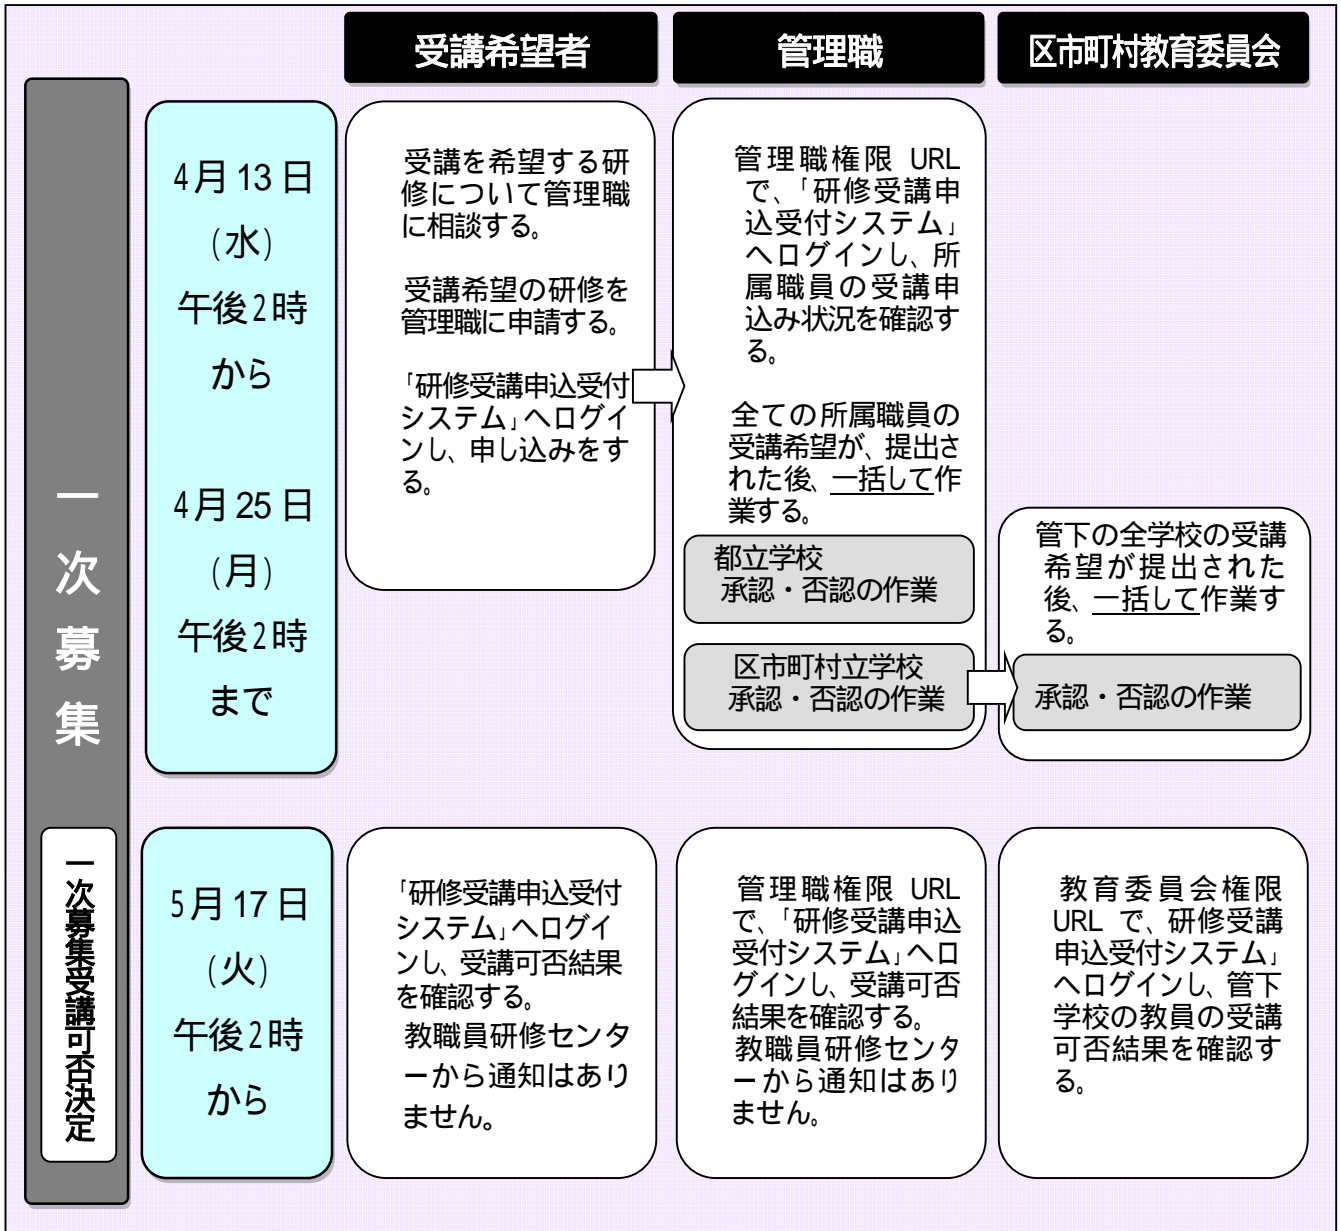 受講希望者
管理職
区市町村教育委員会
一次募集
4月13日
(水)
午後2時
から
4月25日
(月)
午後2時
まで
受講を希望する研
修について管理職
に相談する。
受講希望の研修を
管理職に申請する。
「研修受講申込受付
システム」へログイ
ンし、申し込みをす
る。
管理職権限 URL
で、「研修受講申
込受付システム」
へログインし、所
属職員の受講申
込み状況を確認す
る。
全ての所属職員の
受講希望が、提出さ
れた後、一括して作
業する。
都立学校
承認・否認の作業
区市町村立学校
承認・否認の作業
管下の全学校の受講
希望が提出された
後、一括して作業す
る。
承認・否認の作業
一次募集受講可否決定
5月17日
(火)
午後2時
から
「研修受講申込受付
システム」へログイ
ンし、受講可否結果
を確認する。
教職員研修センタ
ーから通知はあり
ません。
管理職権限 URL
で、「研修受講申込
受付システム」へロ
グインし、受講可否
結果を確認する。
教職員研修センタ
ーから通知はあり
ません。
教育委員会権限
URL で、研修受講
申込受付システム」
へログインし、管下
学校の教員の受講
可否結果を確認す
る。